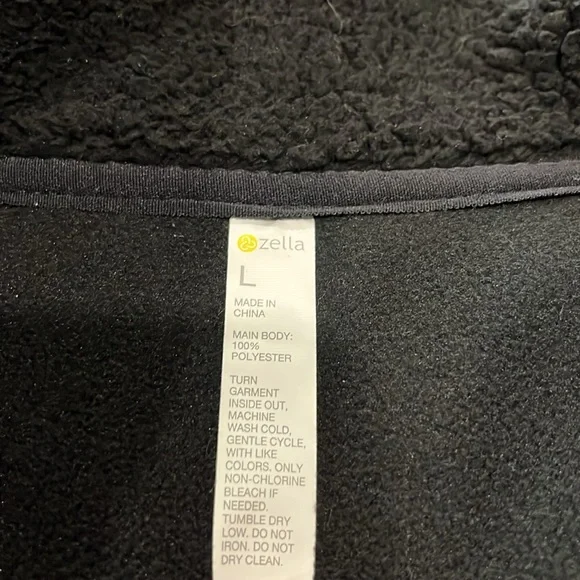 zella
L
MADE IN
CHINA
MAIN BODY:
100%
POLYESTER
TURN
GARMENT
INSIDE OUT,
MACHINE
WASH COLD,
GENTLE CYCLE,
WITH LIKE
COLORS. ONLY
NON-CHLORINE
BLEACH IF
NEEDED.
TUMBLE DRY
LOW. DO NOT
IRON. DO NOT
DRY CLEAN.